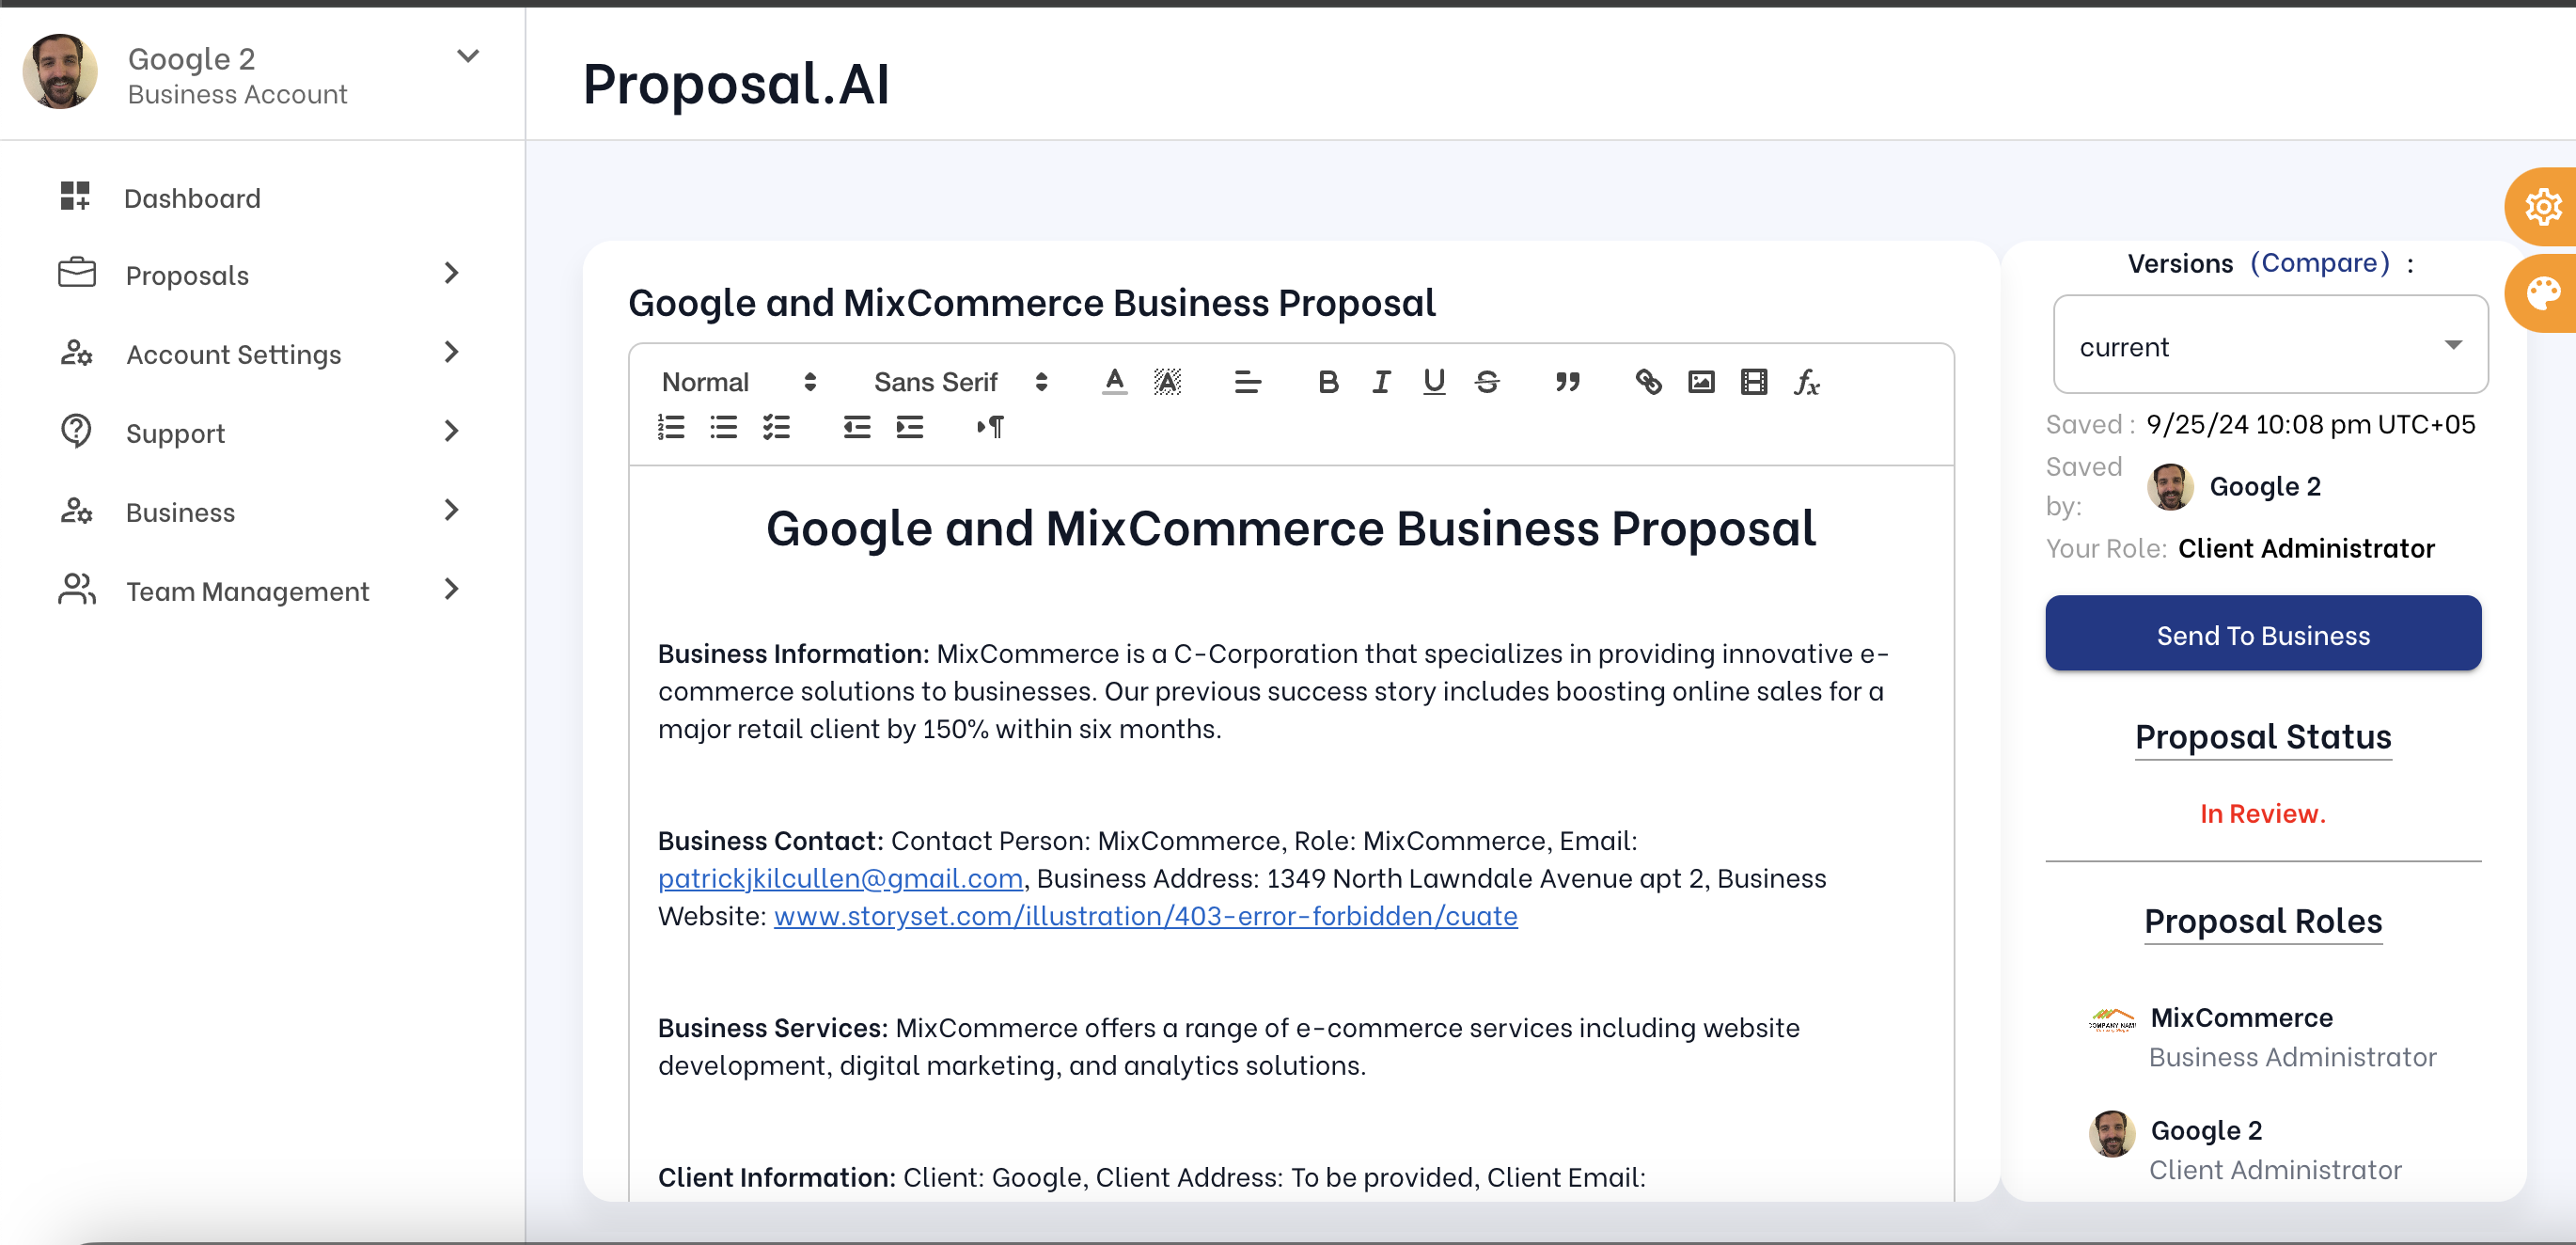 Google 2
Business Account
Proposal.AI
Dashboard
Proposals
Account Settings
Support
Business
Team Management
Google and MixCommerce Business Proposal
Normal
Sans Serif
Google and MixCommerce Business Proposal
Business Information: MixCommerce is a C-Corporation that specializes in providing innovative e-
commerce solutions to businesses. Our previous success story includes boosting online sales for a
major retail client by 150% within six months.
Business Contact: Contact Person: MixCommerce, Role: MixCommerce, Email:
patrickjkilcullen@gmail.com, Business Address: 1349 North Lawndale Avenue apt 2, Business
Website: www.storyset.com/illustration/403-error-forbidden/cuate
Business Services: MixCommerce offers a range of e-commerce services including website
development, digital marketing, and analytics solutions.
Client Information: Client: Google, Client Address: To be provided, Client Email:
Versions (Compare) :
current
Saved : 9/25/24 10:08 pm UTC+05
Saved
by:
Google 2
Your Role: Client Administrator
Send To Business
Proposal Status
In Review.
Proposal Roles
COMPANY NAME
MixCommerce
Business Administrator
Google 2
Client Administrator